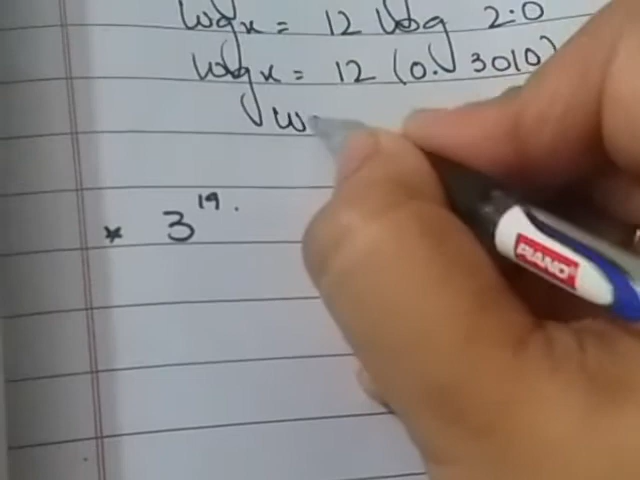 log x = 12 log 2.0
log x = 12 (0.3010)
* 3^19.
PIANO